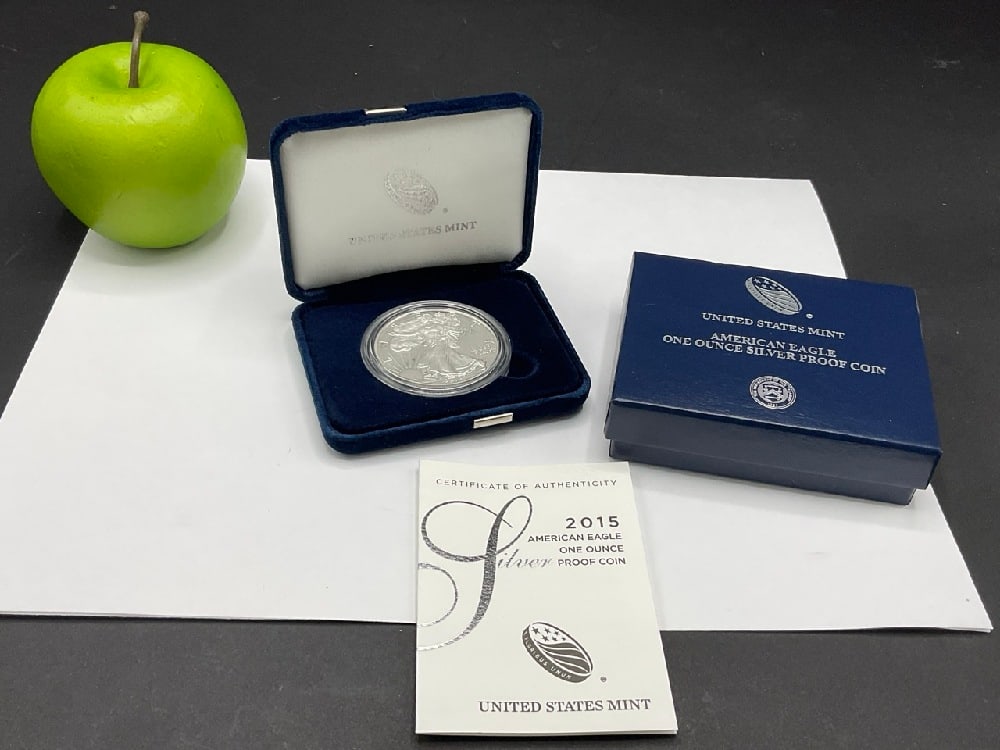 UNITED STATES MINT
UNITED STATES MINT
AMERICAN EAGLE
ONE OUNCE SILVER PROOF COIN
CERTIFICATE OF AUTHENTICITY
2015
AMERICAN EAGLE
ONE OUNCE
Silver PROOF COIN
UNITED STATES MINT